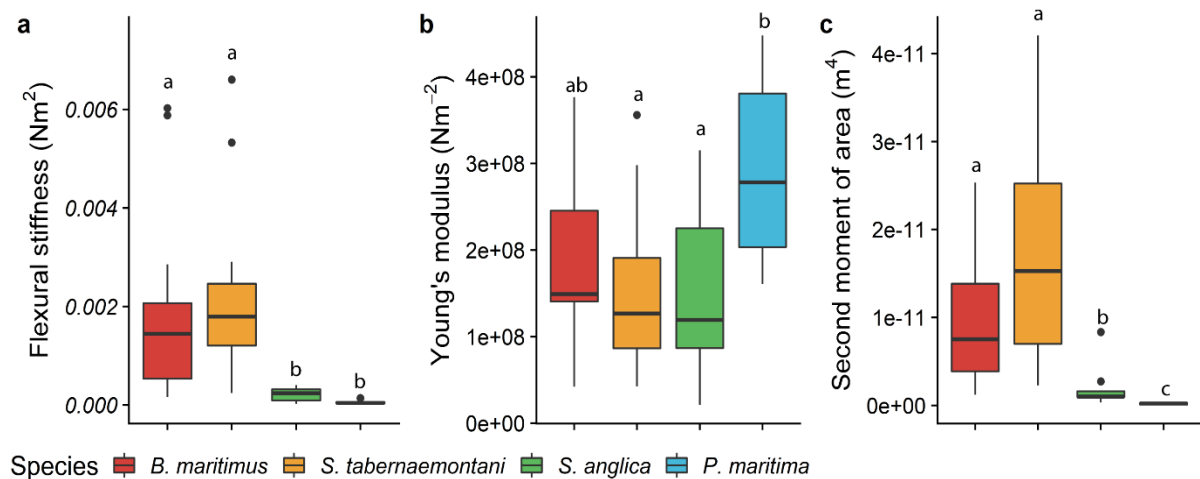 a
Flexural stiffness (Nm²)
0.006
0.004
0.002
0.000
a
a
b
b
b
Young's modulus (Nm⁻²)
4e+08
3e+08
2e+08
1e+08
0e+00
ab
a
a
b
c
Second moment of area (m⁴)
4e-11
3e-11
2e-11
1e-11
0e+00
a
a
b
c
Species B. maritimus S. tabernaemontani S. anglica P. maritima